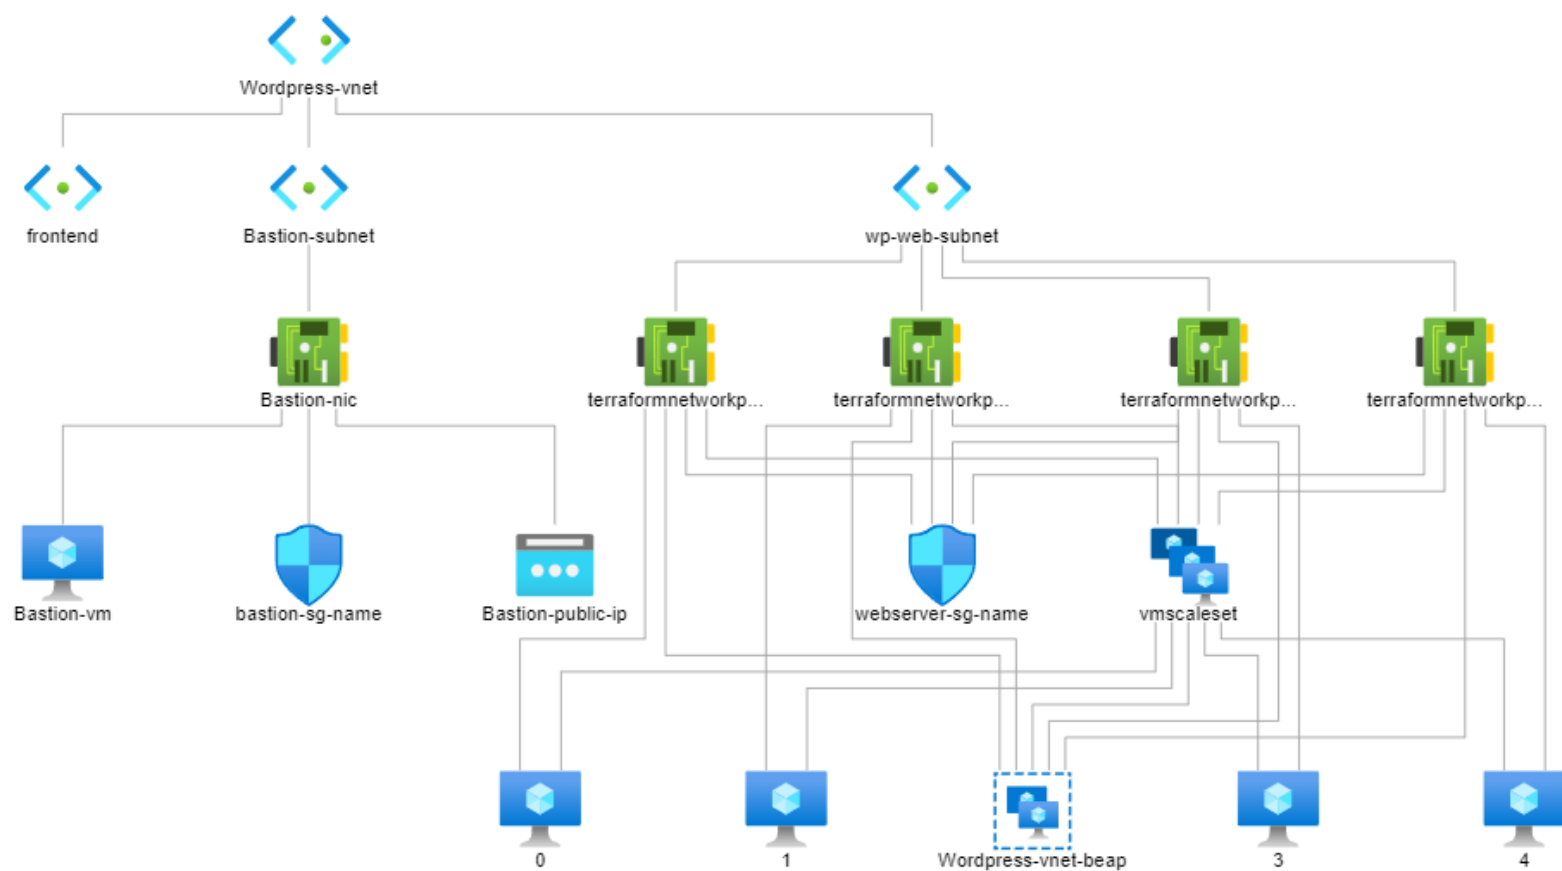 Wordpress-vnet
frontend
Bastion-subnet
wp-web-subnet
Bastion-nic
terraformnetworkp...
terraformnetworkp...
terraformnetworkp...
terraformnetworkp...
Bastion-vm
bastion-sg-name
Bastion-public-ip
webserver-sg-name
vmscaleset
0
1
Wordpress-vnet-beap
3
4